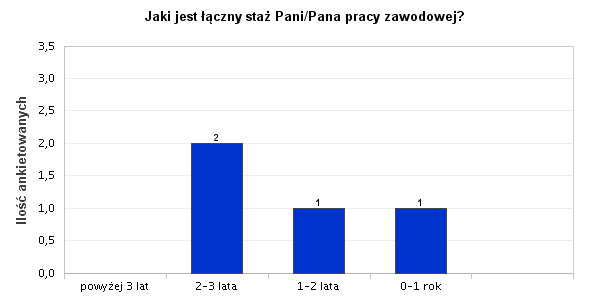 Jaki jest łączny staż Pani/Pana pracy zawodowej?
Ilość ankietowanych
3,5
3,0
2,5
2,0
1,5
1,0
0,5
0,0
2
1
1
powyżej 3 lat
2-3 lata
1-2 lata
0-1 rok